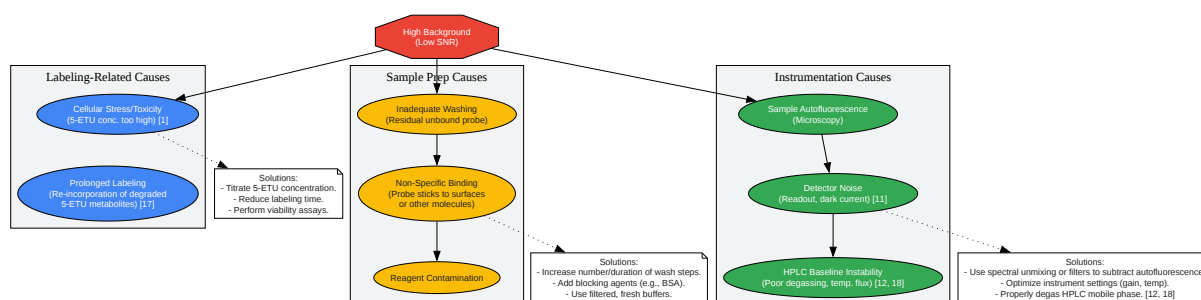 High Background
(Low SNR)
Labeling-Related Causes
Cellular Stress/Toxicity
(5-ETU conc. too high) [1]
Prolonged Labeling
(Re-incorporation of degraded
5-ETU metabolites) [17]
Solutions:
- Titrate 5-ETU concentration.
- Reduce labeling time.
- Perform viability assays.
Sample Prep Causes
Inadequate Washing
(Residual unbound probe)
Non-Specific Binding
(Probe sticks to surfaces
or other molecules)
Reagent Contamination
Solutions:
- Increase number/duration of wash steps.
- Add blocking agents (e.g., BSA).
- Use filtered, fresh buffers.
Instrumentation Causes
Sample Autofluorescence
(Microscopy)
Detector Noise
(Readout, dark current) [11]
HPLC Baseline Instability
(Poor degassing, temp. flux) [12, 18]
Solutions:
- Use spectral unmixing or filters to subtract autofluorescence.
- Optimize instrument settings (gain, temp).
- Properly degas HPLC mobile phase. [12, 18]